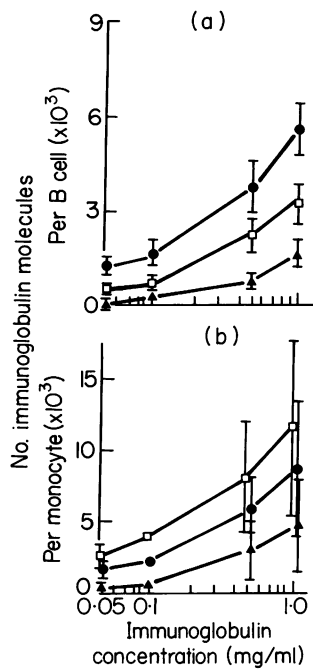 (a)
9
6
3
0
Per B cell (x10³)
No. immunoglobulin molecules
(b)
15
10
5
0
Per monocyte (x10³)
0·05 0·1 1·0
Immunoglobulin
concentration (mg/ml)